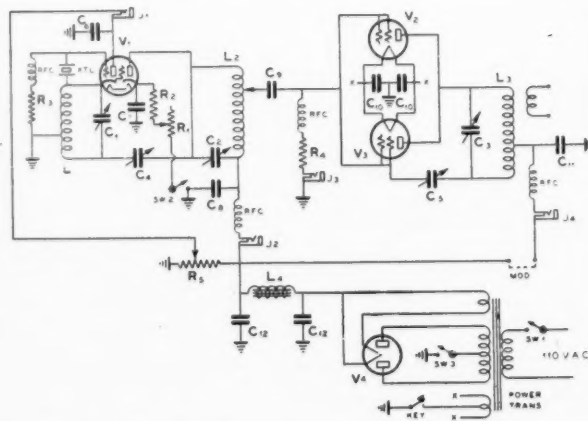 J1
C6
V1
V2
RFC
XTL
R3
R2
R1
C
C1
L
C4
C2
L2
C9
SW2
C8
RFC
J2
RFC
R4
J3
X
C10
C10
X
V3
C3
C5
L3
C11
RFC
J4
R5
MOD
L4
C12
C12
V4
SW3
SW1
110 V AC
POWER
TRANS
KEY
X
X